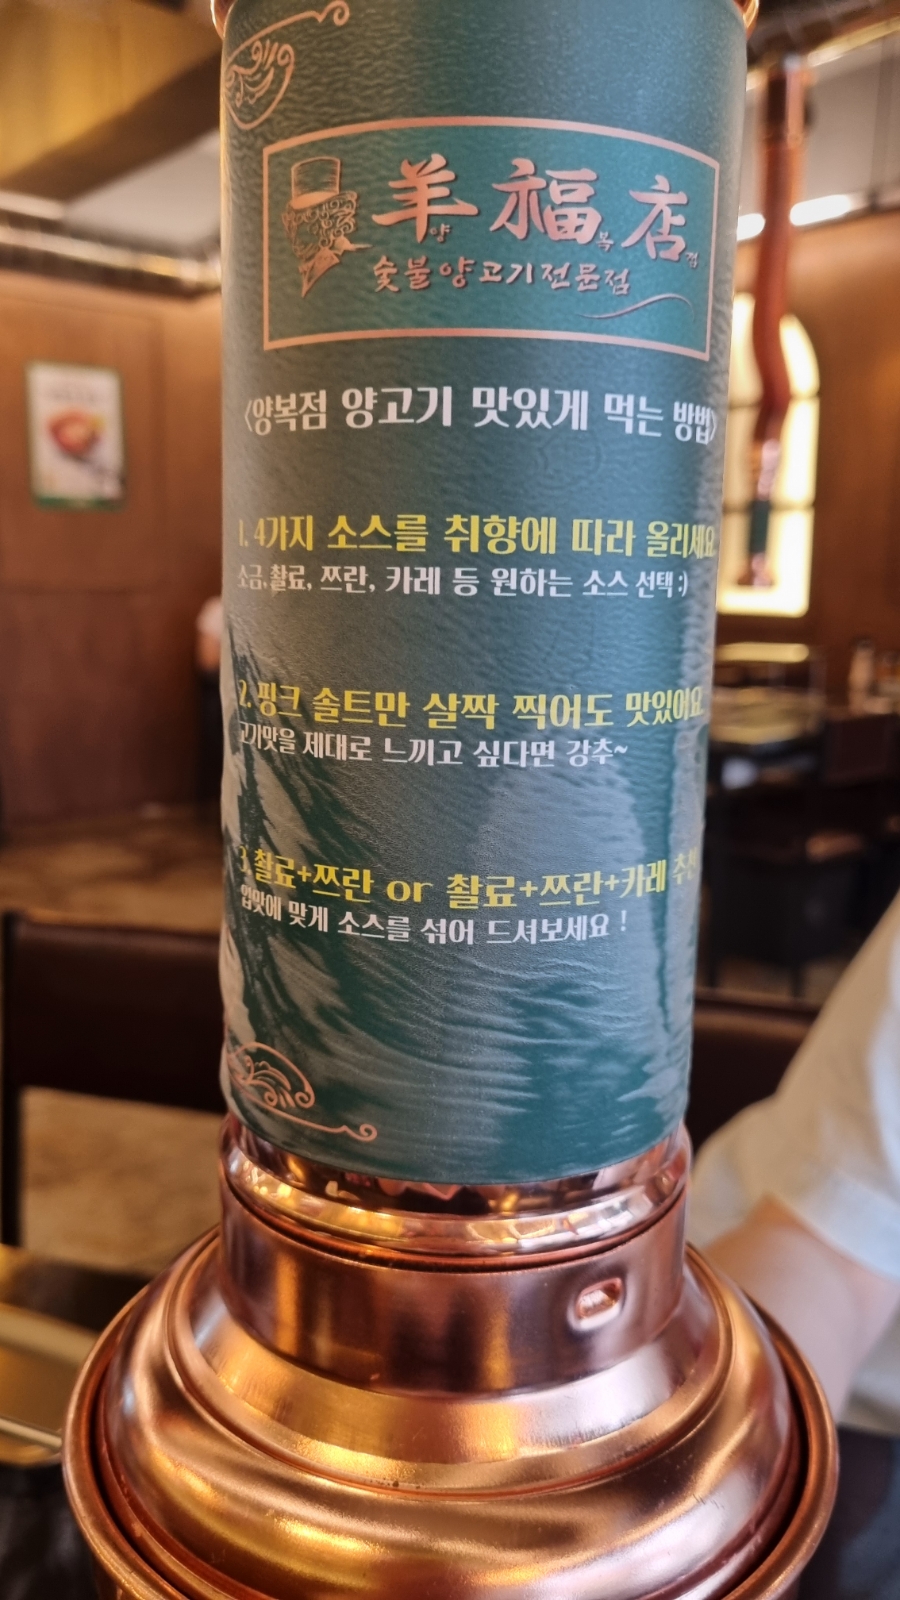 羊福店
양복점
숯불양고기전문점
<양복점 양고기 맛있게 먹는 방법>
1. 4가지 소스를 취향에 따라 올리세요.
소금, 촬료, 쯔란, 카레 등 원하는 소스 선택 :)
2. 핑크 솔트만 살짝 찍어도 맛있어요.
고기맛을 제대로 느끼고 싶다면 강추~
3. 촬료+쯔란 or 촬료+쯔란+카레 추천
입맛에 맞게 소스를 섞어 드셔보세요 !